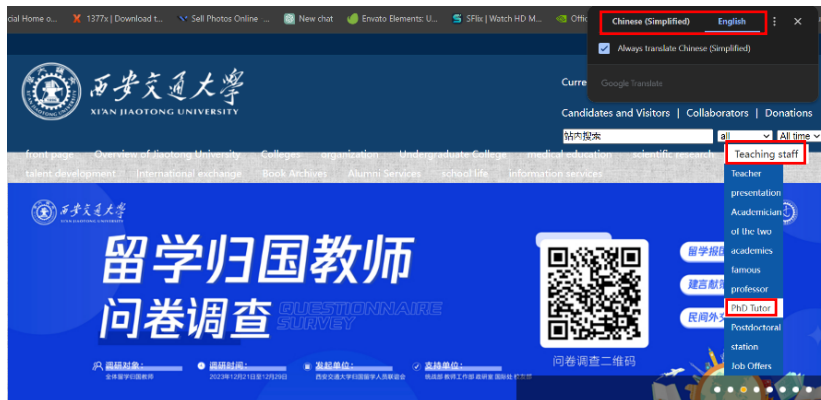 cial Home o... 1377x | Download t... Sell Photos Online ... New chat Envato Elements: U... SFlix | Watch HD M... Offic
Chinese (Simplified) English
Always translate Chinese (Simplified)
Google Translate
西安交通大學
XI'AN JIAOTONG UNIVERSITY
Curre
Candidates and Visitors | Collaborators | Donations
站内搜索 all All time
front page Overview of Jiaotong University Colleges organization Undergraduate College medical education scientific research Teaching staff
talent development International exchange Book Archives Alumni Services school life information services
Teacher
presentation
Academician
of the two
academies
famous
professor
PhD Tutor
Postdoctoral
station
Job Offers
西安交通大学
留学归国教师
问卷调查
QUESTIONNAIRE
SURVEY
留学报
建言献
民间外
问卷调查二维码
调研对象:
全体留学归国教师
调研时间:
2023年12月21日至12月29日
发起单位:
西安交通大学归国留学人员联谊会
支持单位: